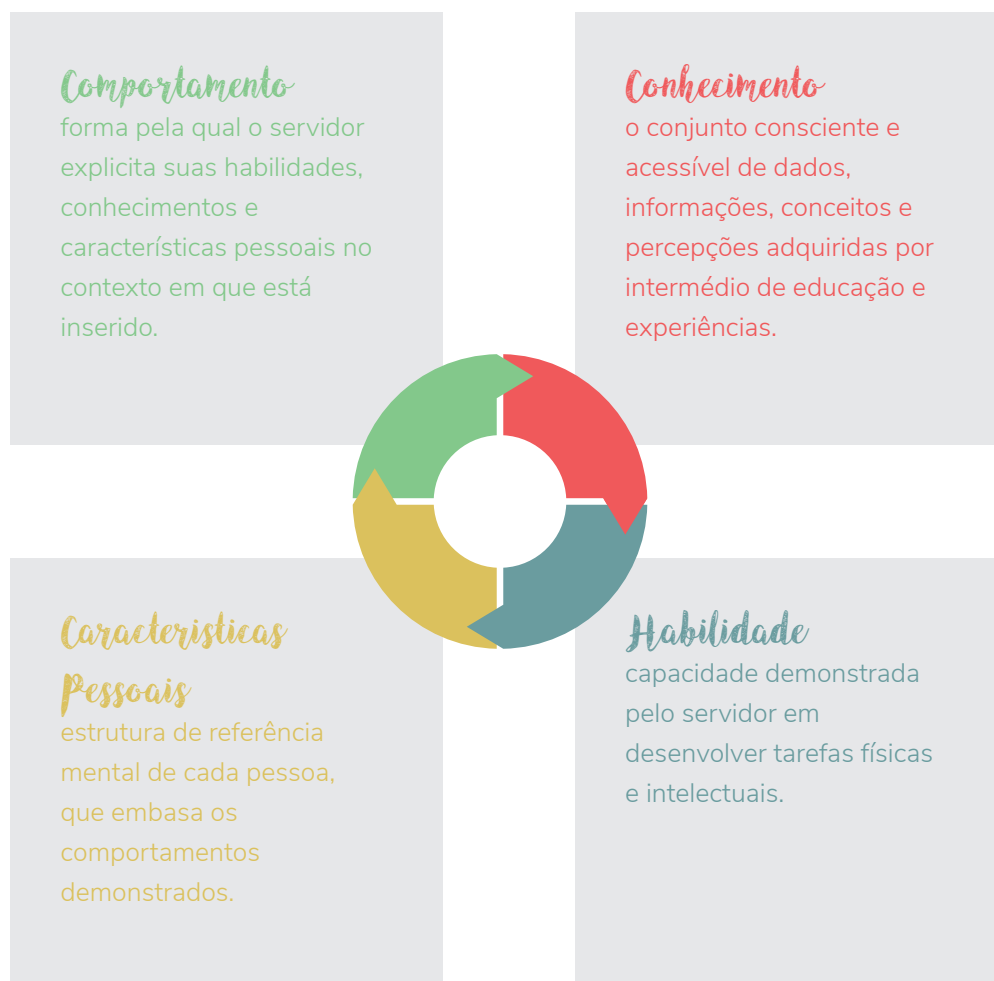 Comportamento
forma pela qual o servidor
explicita suas habilidades,
conhecimentos e
características pessoais no
contexto em que está
inserido.
Conhecimento
o conjunto consciente e
acessível de dados,
informações, conceitos e
percepções adquiridas por
intermédio de educação e
experiências.
Caracteristicas
Pessoais
estrutura de referência
mental de cada pessoa,
que embasa os
comportamentos
demonstrados.
Habilidade
capacidade demonstrada
pelo servidor em
desenvolver tarefas físicas
e intelectuais.